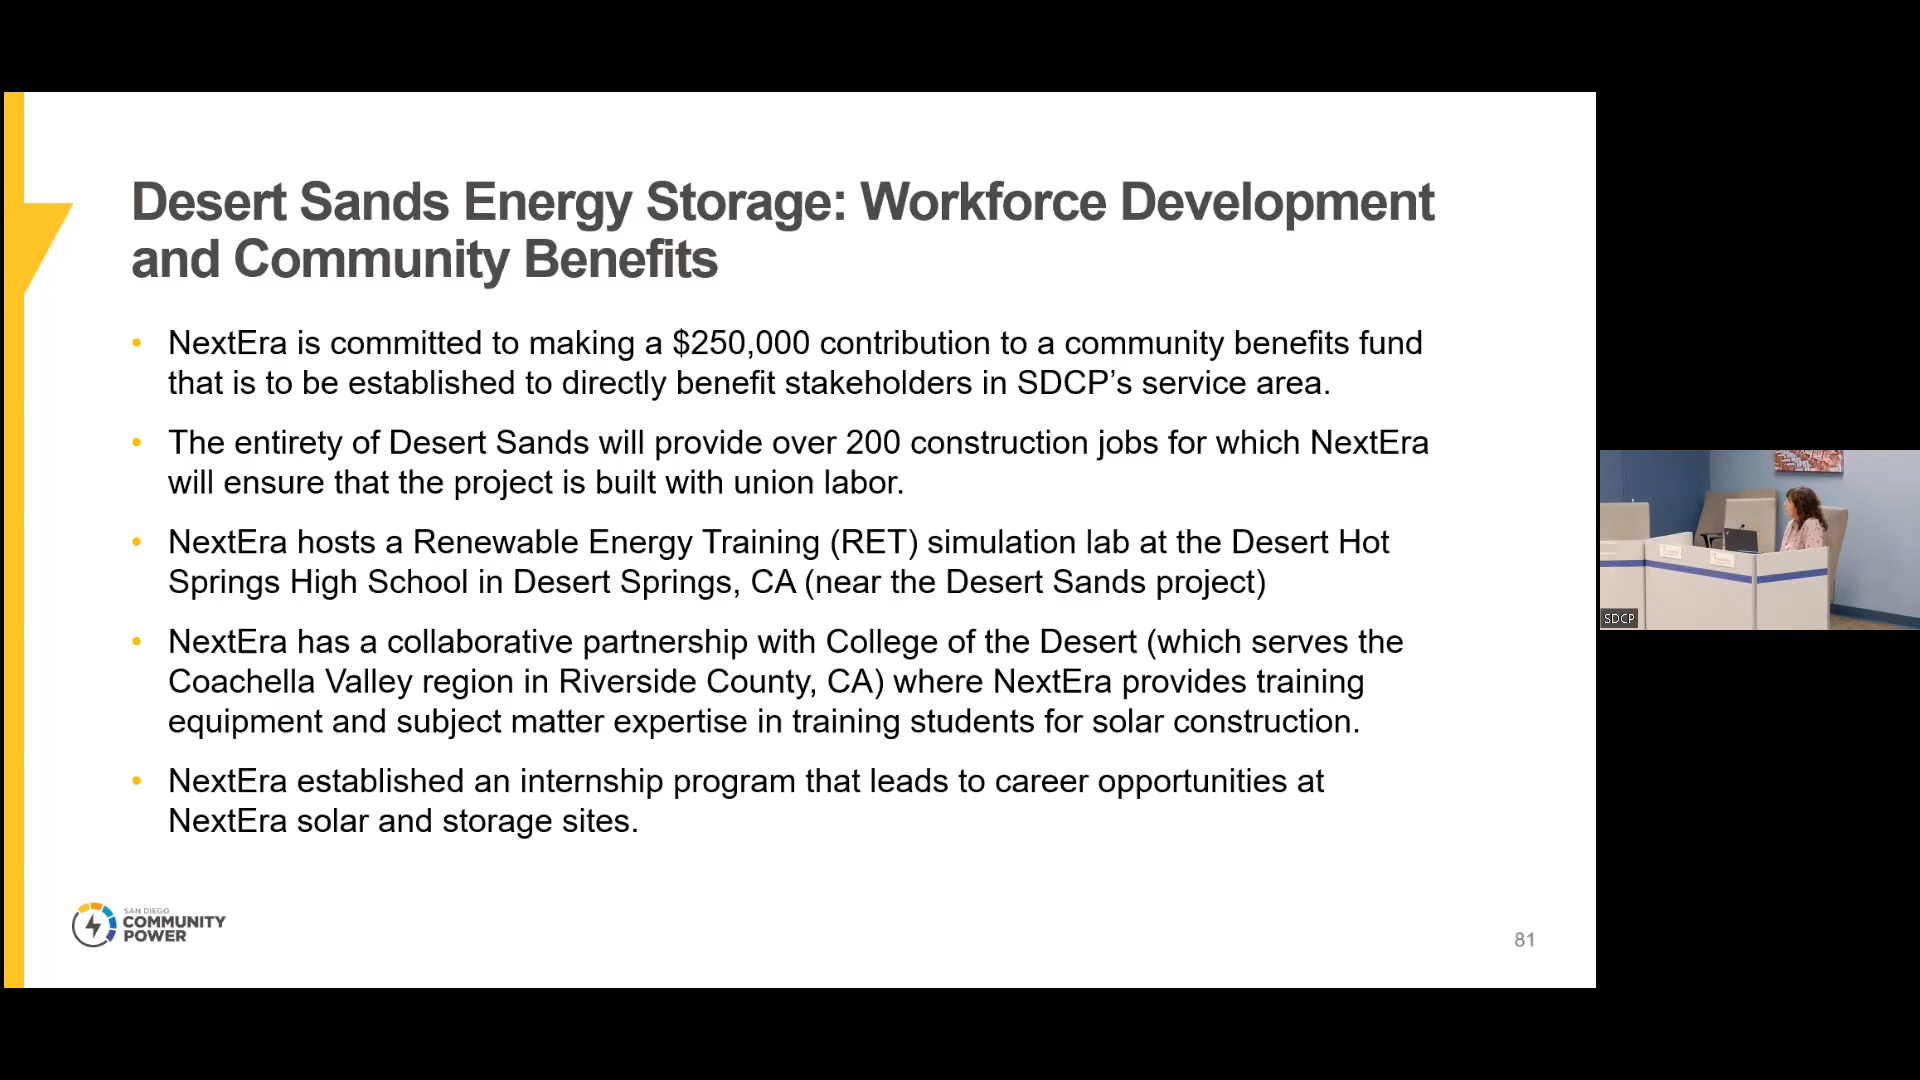 Desert Sands Energy Storage: Workforce Development
and Community Benefits
• NextEra is committed to making a $250,000 contribution to a community benefits fund
that is to be established to directly benefit stakeholders in SDCP’s service area.
• The entirety of Desert Sands will provide over 200 construction jobs for which NextEra
will ensure that the project is built with union labor.
• NextEra hosts a Renewable Energy Training (RET) simulation lab at the Desert Hot
Springs High School in Desert Springs, CA (near the Desert Sands project)
• NextEra has a collaborative partnership with College of the Desert (which serves the
Coachella Valley region in Riverside County, CA) where NextEra provides training
equipment and subject matter expertise in training students for solar construction.
• NextEra established an internship program that leads to career opportunities at
NextEra solar and storage sites.
SAN DIEGO
COMMUNITY
POWER
81
SDCP